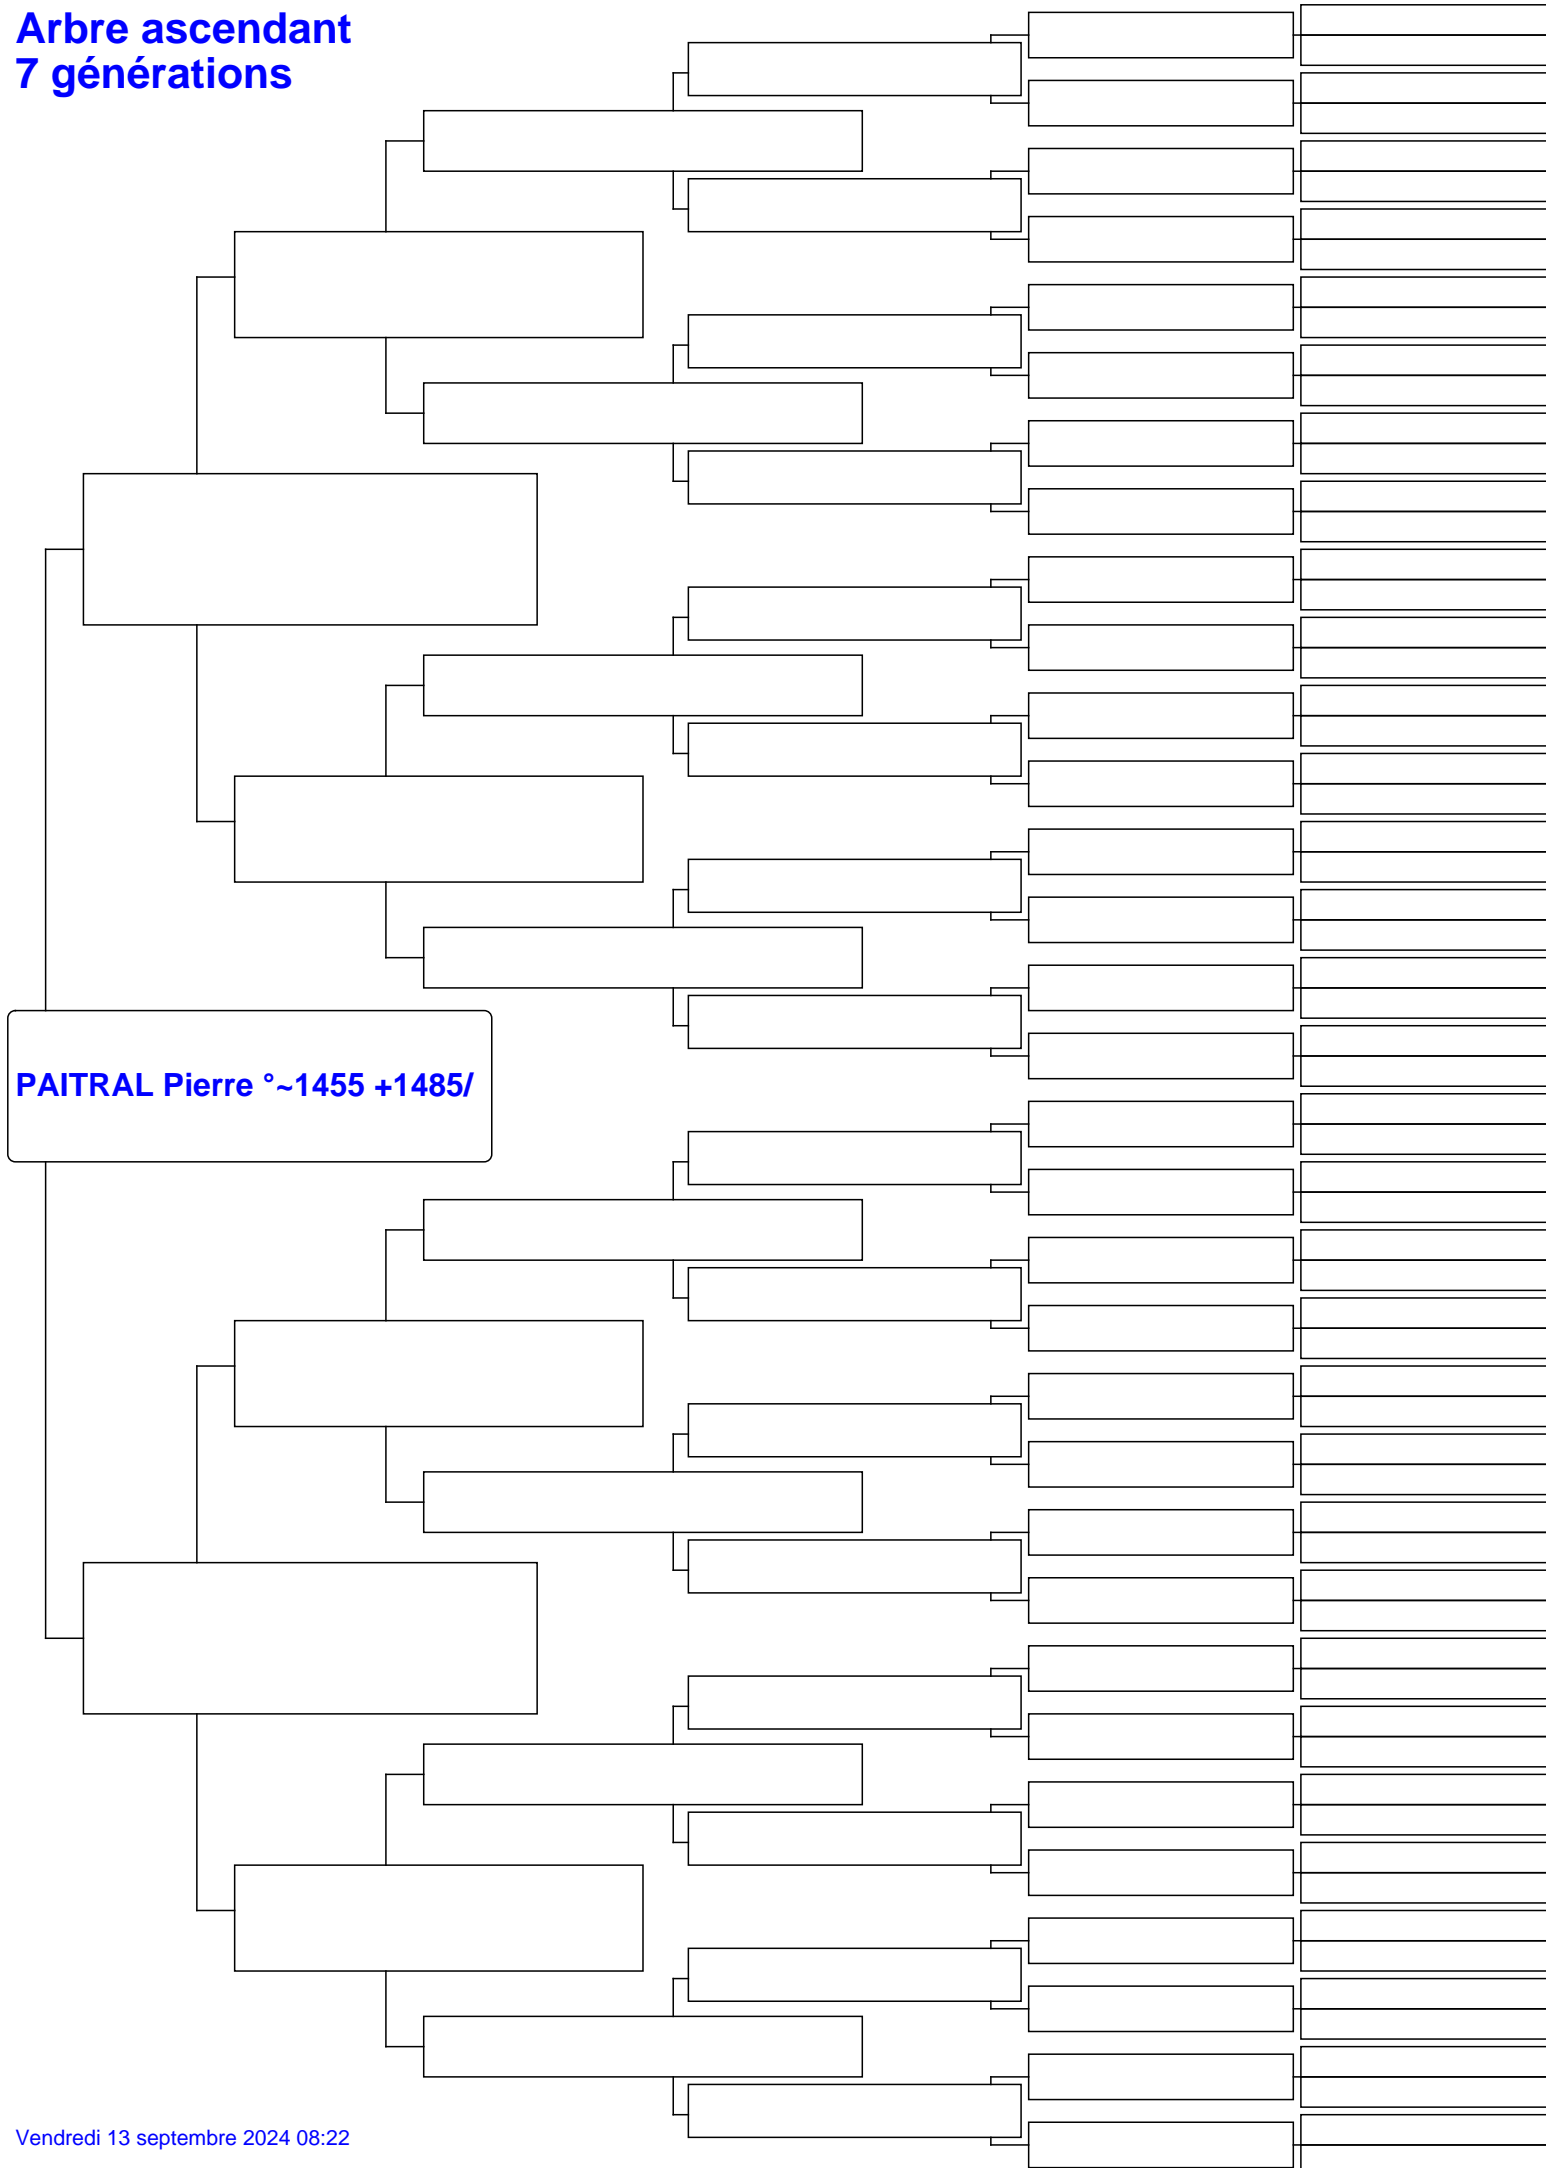 Arbre ascendant
7 générations
PAITRAL Pierre °~1455 +1485/
Vendredi 13 septembre 2024 08:22